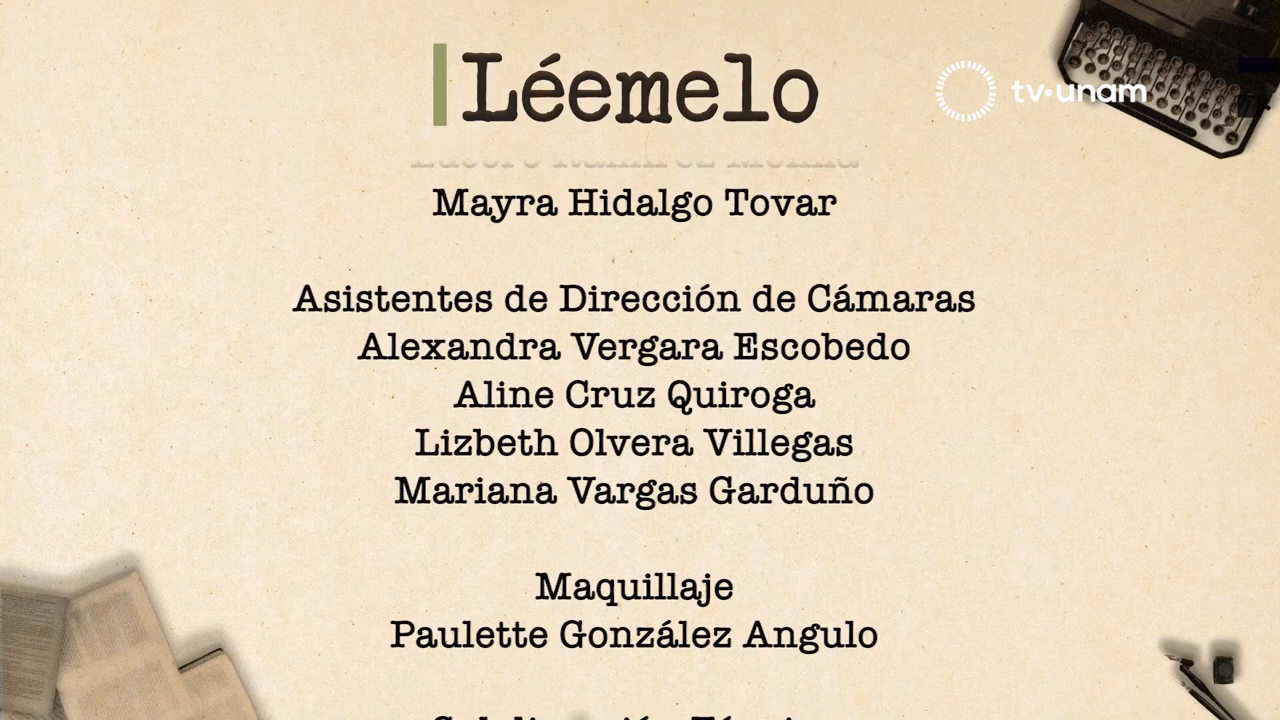 Léemelo
tv·unam
Mayra Hidalgo Tovar
Asistentes de Dirección de Cámaras
Alexandra Vergara Escobedo
Aline Cruz Quiroga
Lizbeth Olvera Villegas
Mariana Vargas Garduño
Maquillaje
Paulette González Angulo